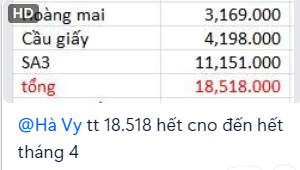 HD
Hoàng mai 3,169.000
Cầu giấy 4,198.000
SA3 11,151.000
tổng 18,518.000
@Hà Vy tt 18.518 hết cno đến hết
tháng 4